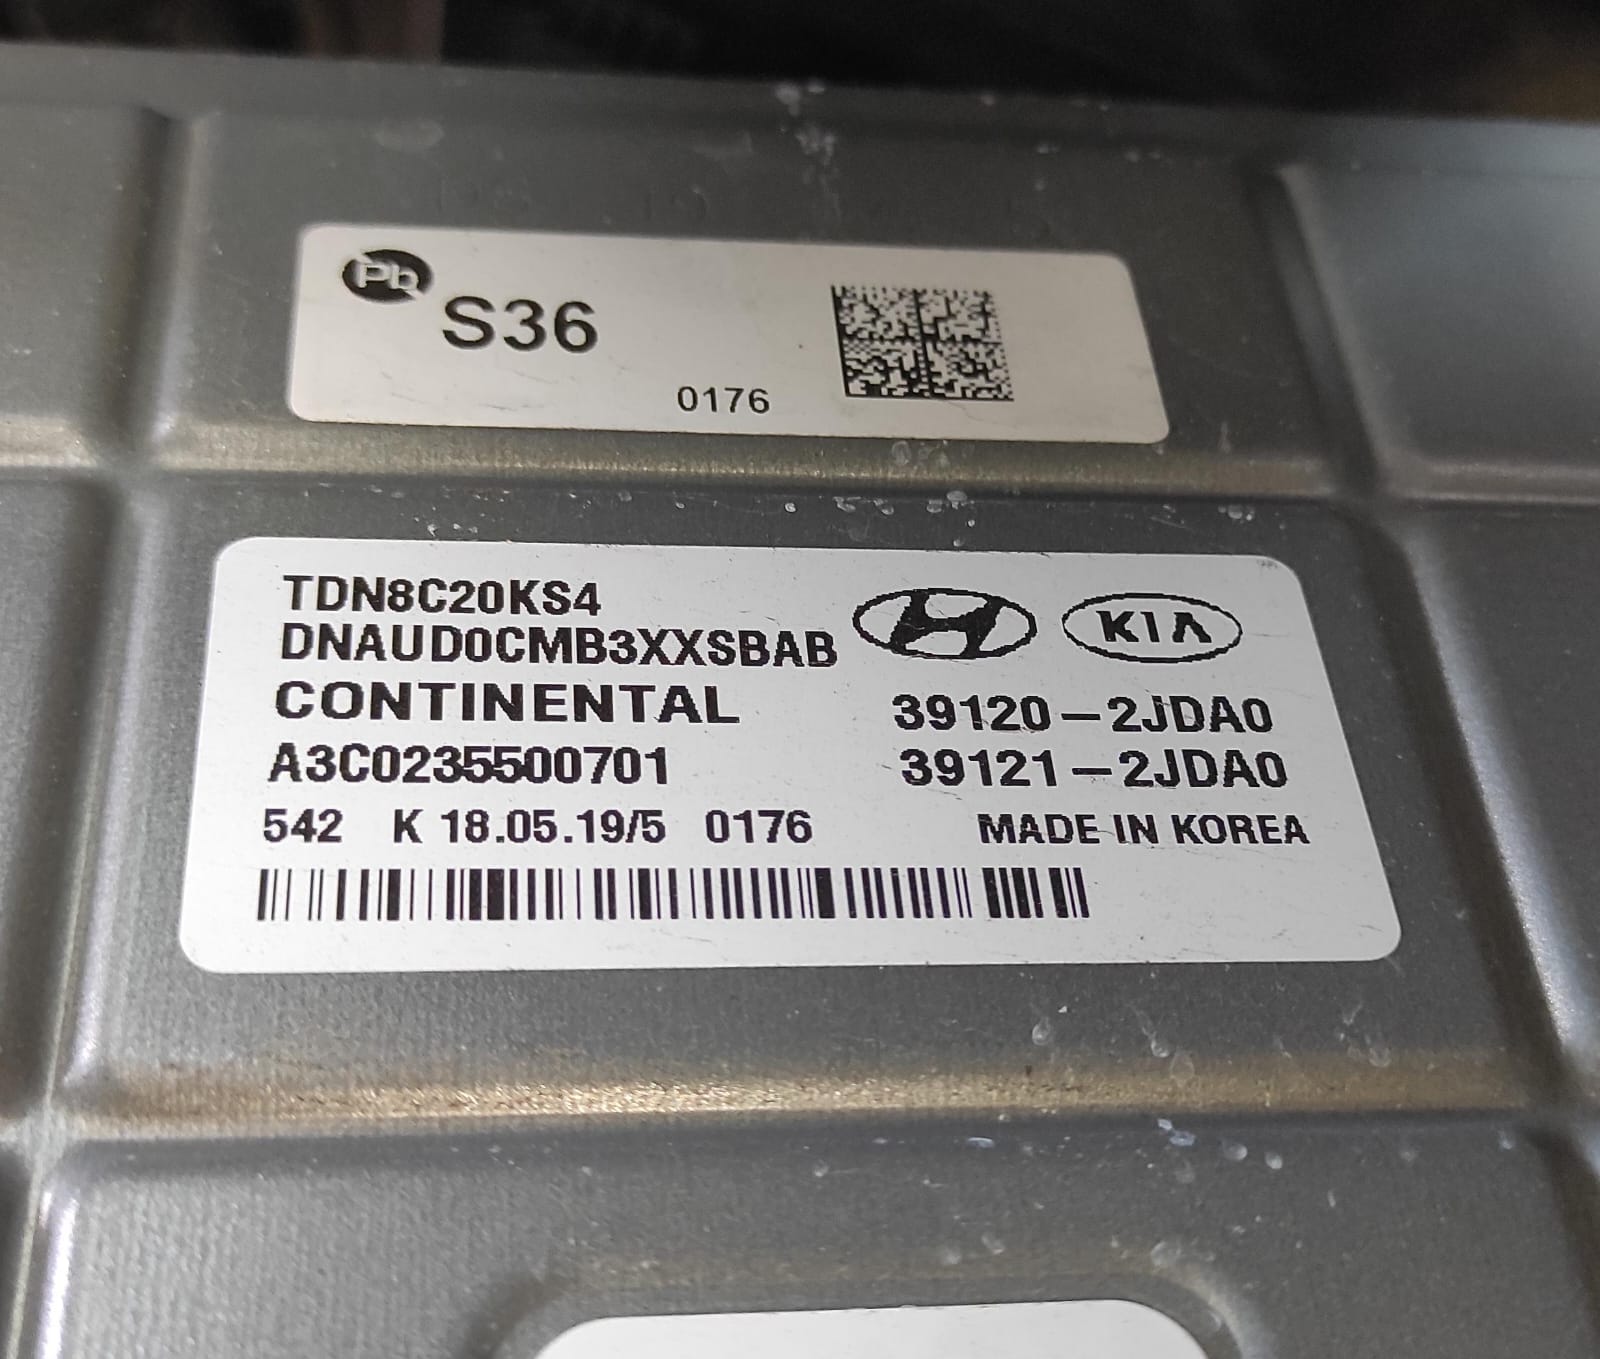 Pb
S36
0176
TDN8C20KS4
DNAUD0CMB3XXSBAB
CONTINENTAL
A3C0235500701
KIA
39120-2JDA0
39121-2JDA0
542 K 18.05.19/5 0176 MADE IN KOREA